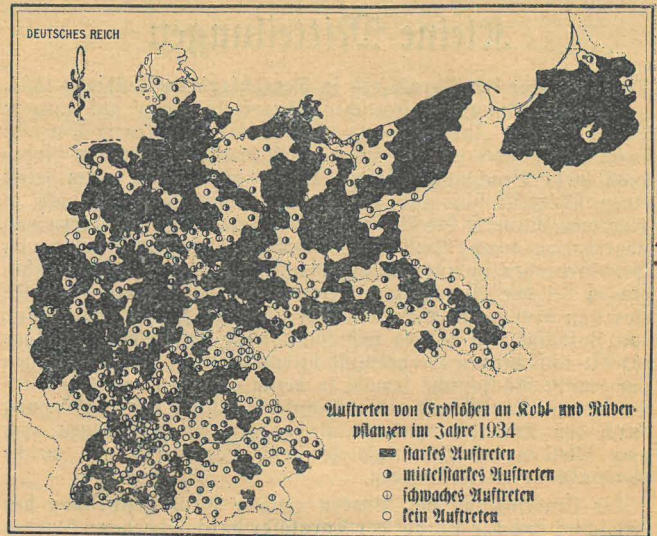 DEUTSCHES REICH
B R A
Auftreten von Erdflöhen an Kohl- und Rüben-
pflanzen im Jahre 1934
starkes Auftreten
mittelstarkes Auftreten
schwaches Auftreten
kein Auftreten